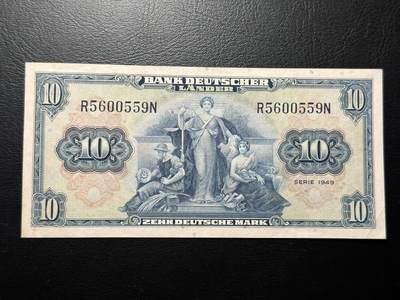 10 BANK DEUTSCHER 10
LÄNDER
R5600559N R5600559N
10 10
SERIE 1949
10 ZEHN DEUTSCHE MARK 10